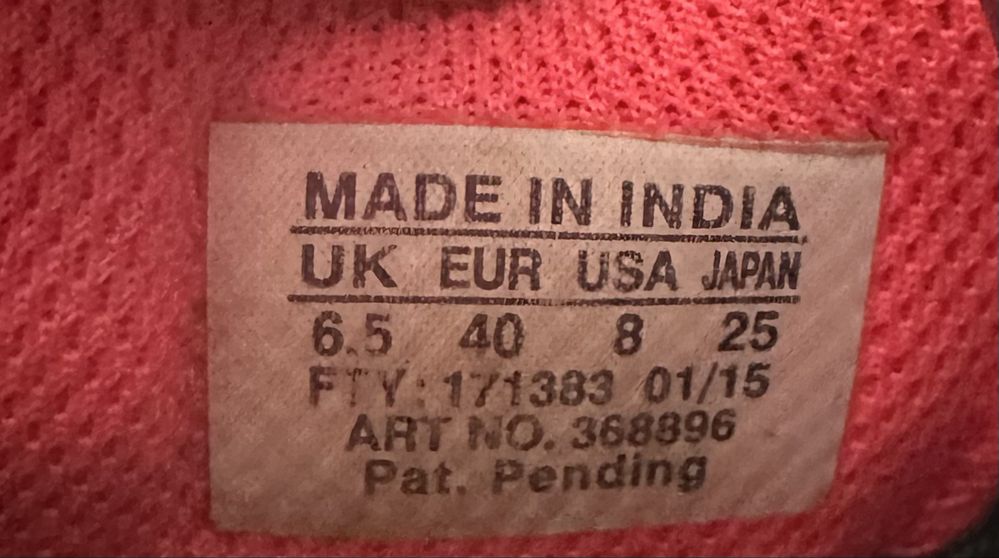 MADE IN INDIA
UK EUR USA JAPAN
6.5 40 8 25
FTY: 171383 01/15
ART NO. 368896
Pat. Pending